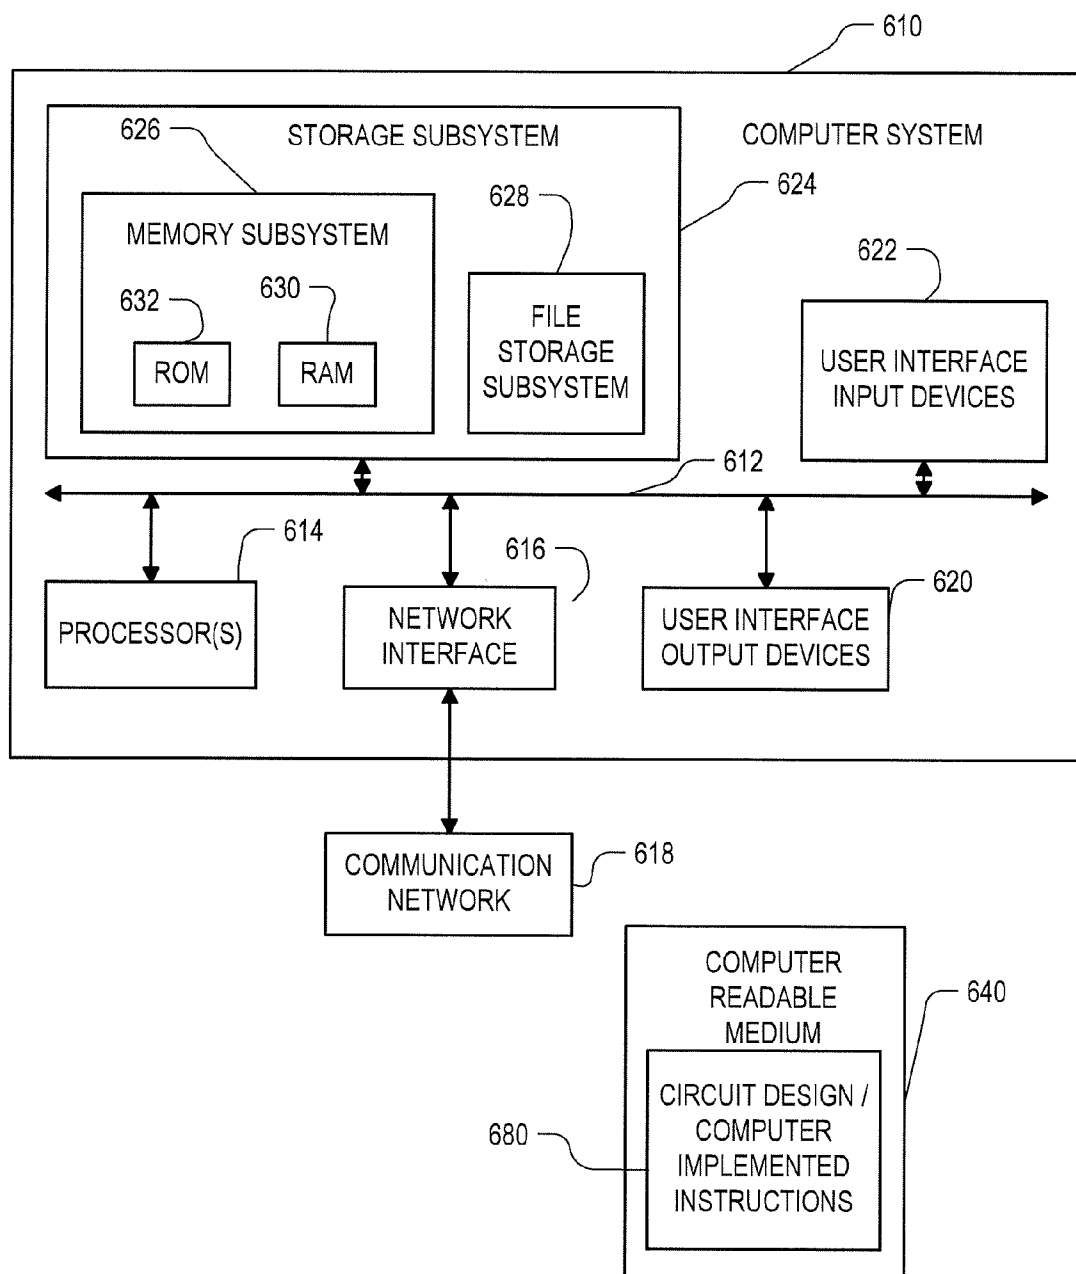 610
626
STORAGE SUBSYSTEM
COMPUTER SYSTEM
624
628
MEMORY SUBSYSTEM
622
632
630
ROM
RAM
FILE
STORAGE
SUBSYSTEM
USER INTERFACE
INPUT DEVICES
612
614
616
620
PROCESSOR(S)
NETWORK
INTERFACE
USER INTERFACE
OUTPUT DEVICES
COMMUNICATION
NETWORK
618
COMPUTER
READABLE
MEDIUM
640
680
CIRCUIT DESIGN /
COMPUTER
IMPLEMENTED
INSTRUCTIONS